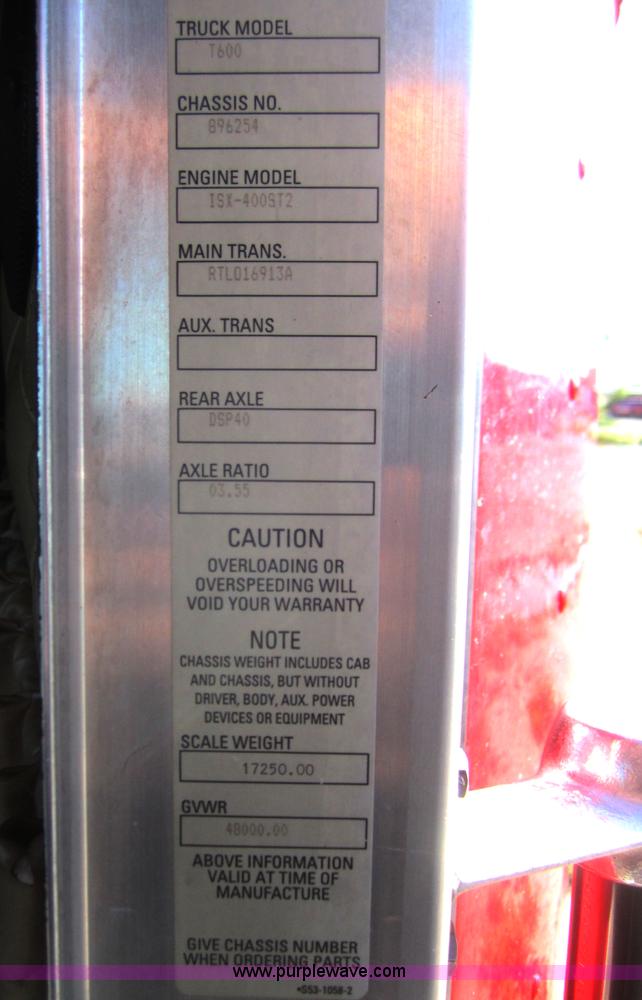 TRUCK MODEL
T600
CHASSIS NO.
896254
ENGINE MODEL
ISX-400ST2
MAIN TRANS.
RTLO16913A
AUX. TRANS
REAR AXLE
DSP40
AXLE RATIO
03.55
CAUTION
OVERLOADING OR
OVERSPEEDING WILL
VOID YOUR WARRANTY
NOTE
CHASSIS WEIGHT INCLUDES CAB
AND CHASSIS, BUT WITHOUT
DRIVER, BODY, AUX. POWER
DEVICES OR EQUIPMENT
SCALE WEIGHT
17250.00
GVWR
48000.00
ABOVE INFORMATION
VALID AT TIME OF
MANUFACTURE
GIVE CHASSIS NUMBER
WHEN ORDERING PARTS
www.purplewave.com
•S53-1058-2